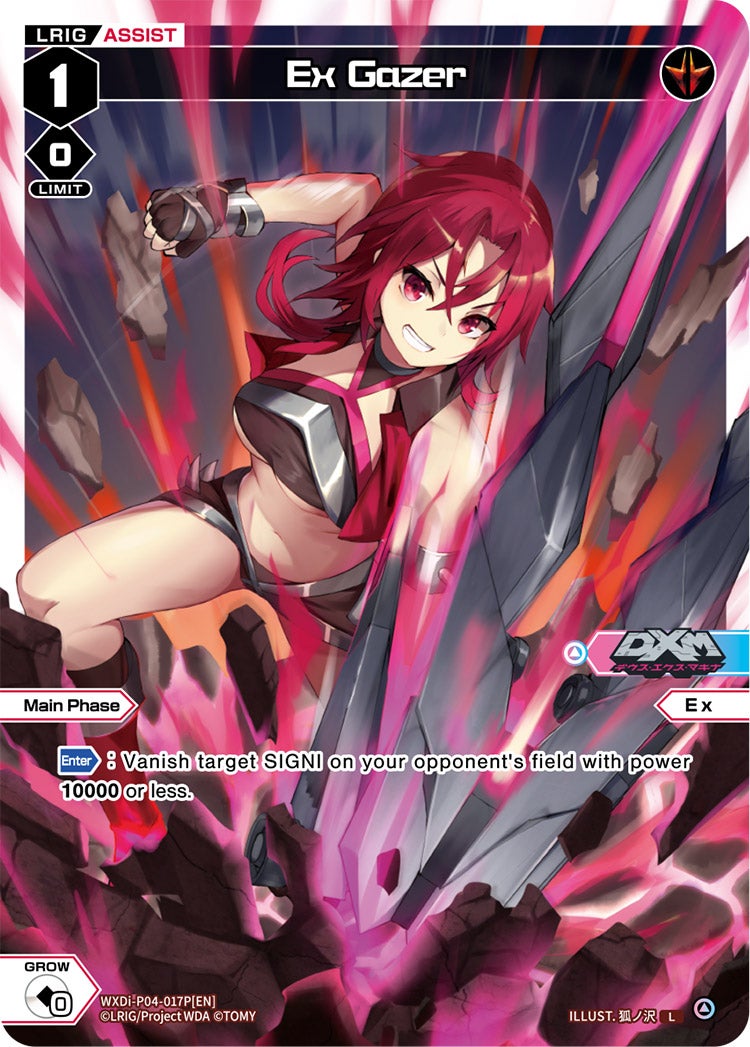 LRIG ASSIST
1
Ex Gazer
0
LIMIT
DXM
デウス・エクス・マキナ
Main Phase
Ex
Enter : Vanish target SIGNI on your opponent's field with power
10000 or less.
GROW
0
WXDi-P04-017P[EN]
©LRIG/Project WDA ©TOMY
ILLUST. 狐ノ沢 L